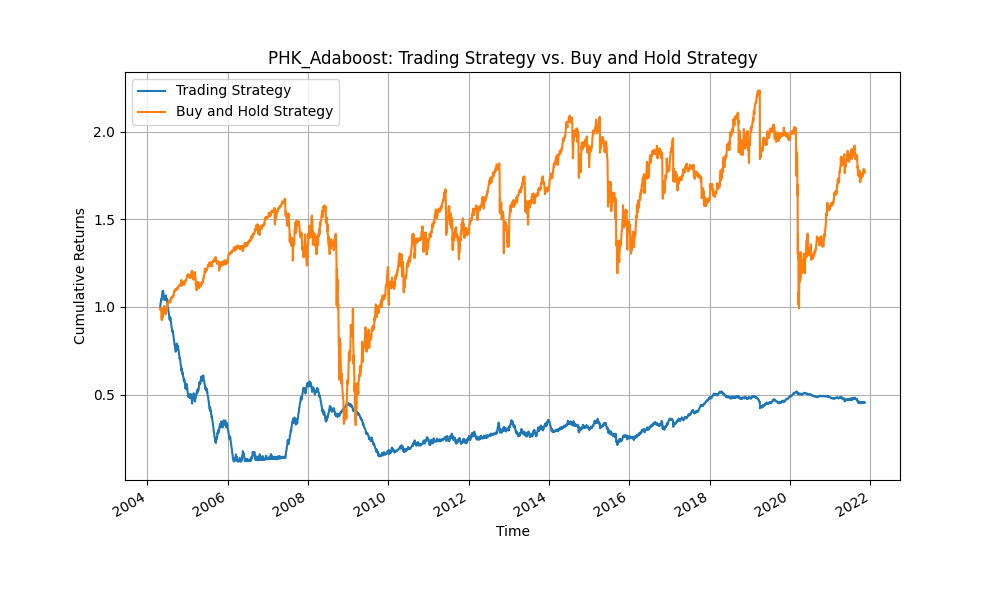 PHK_Adaboost: Trading Strategy vs. Buy and Hold Strategy
Trading Strategy
Buy and Hold Strategy
Cumulative Returns
2.0
1.5
1.0
0.5
2004
2006
2008
2010
2012
2014
2016
2018
2020
2022
Time